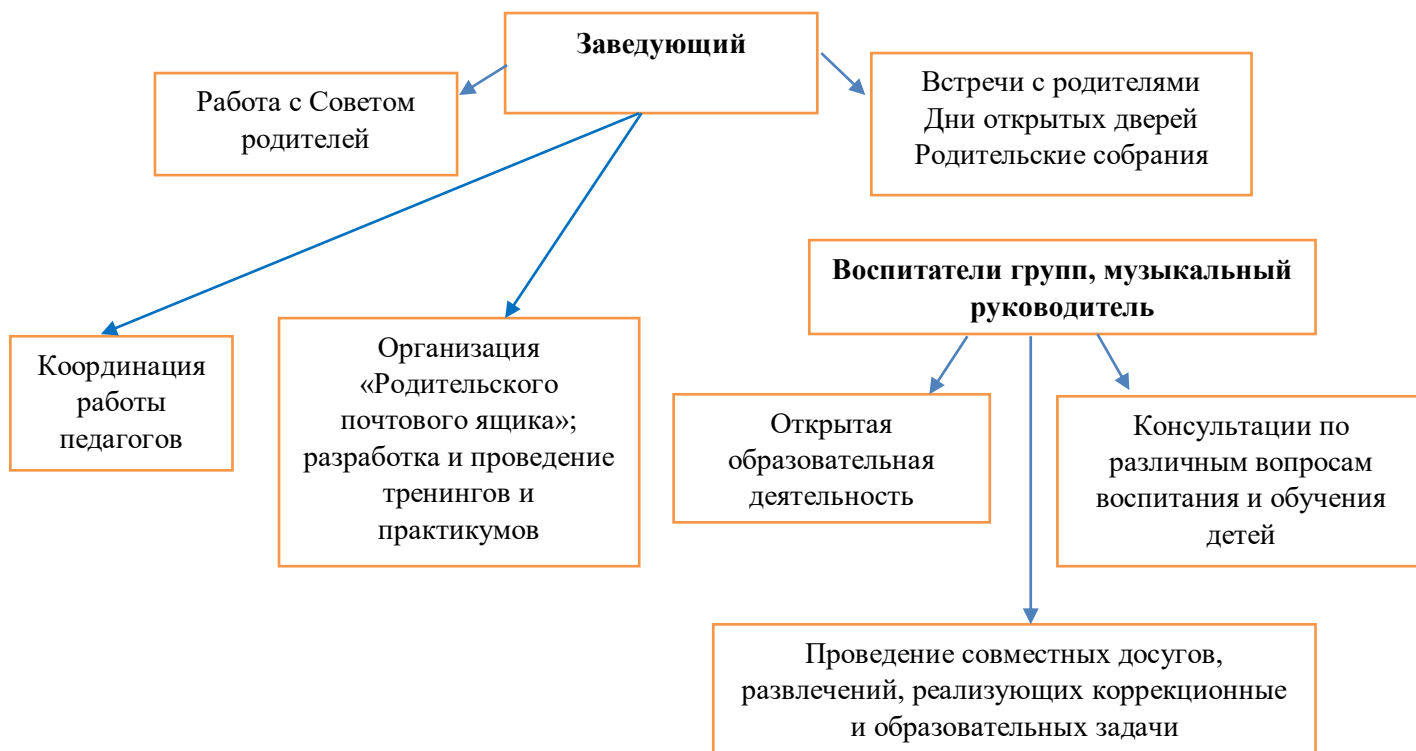 Заведующий
Работа с Советом
родителей
Встречи с родителями
Дни открытых дверей
Родительские собрания
Воспитатели групп, музыкальный
руководитель
Координация
работы
педагогов
Организация
«Родительского
почтового ящика»;
разработка и проведение
тренингов и
практикумов
Открытая
образовательная
деятельность
Консультации по
различным вопросам
воспитания и обучения
детей
Проведение совместных досугов,
развлечений, реализующих коррекционные
и образовательных задачи